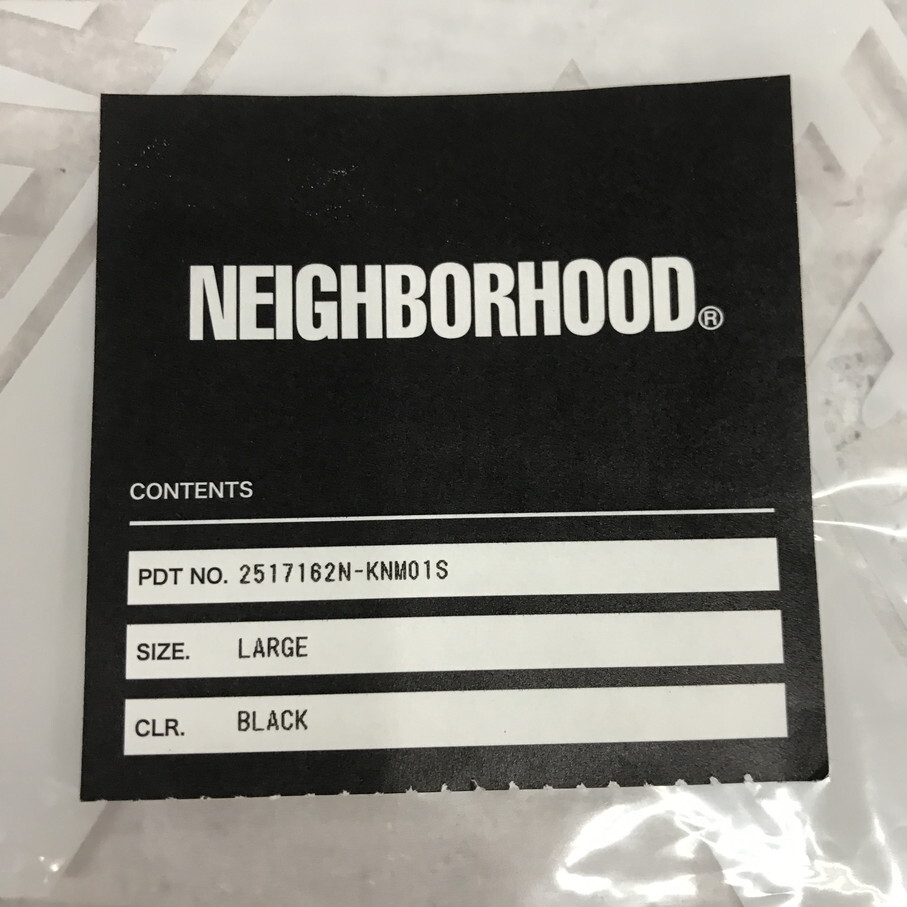 NEIGHBORHOOD®
CONTENTS
PDT NO. 2517162N-KNM01S
SIZE. LARGE
CLR. BLACK